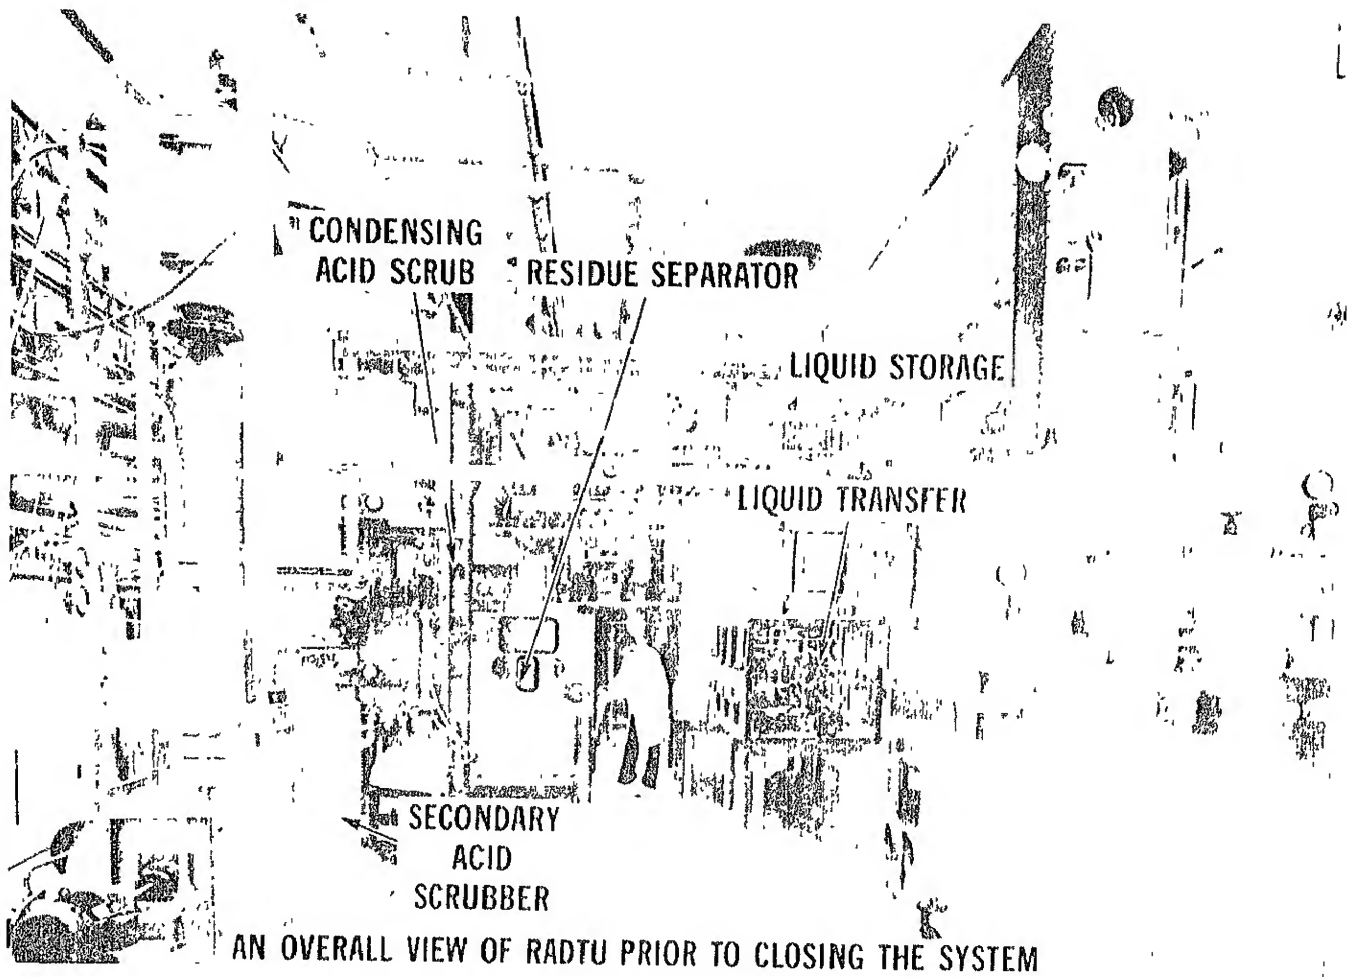 CONDENSING
ACID SCRUB
RESIDUE SEPARATOR
LIQUID STORAGE
LIQUID TRANSFER
SECONDARY
ACID
SCRUBBER
AN OVERALL VIEW OF RADTU PRIOR TO CLOSING THE SYSTEM